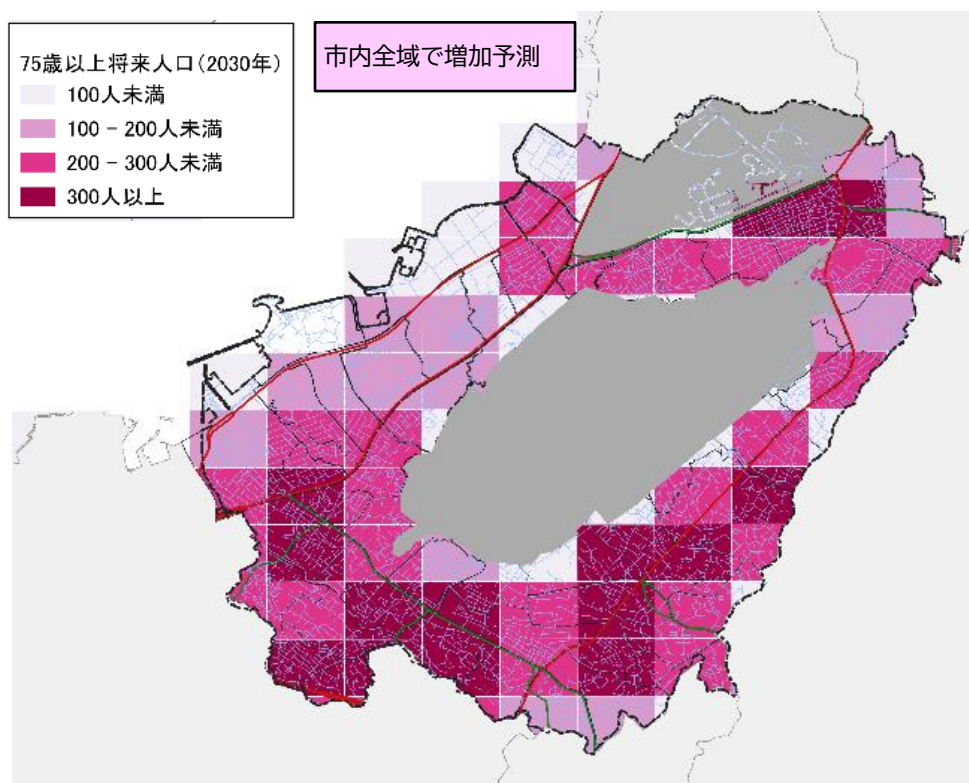 75歳以上将来人口(2030年)
100人未満
100 - 200人未満
200 - 300人未満
300人以上
市内全域で増加予測